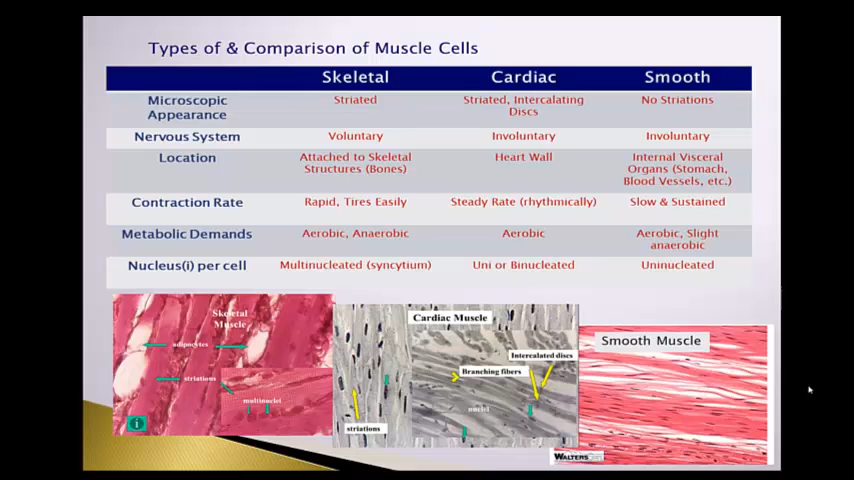 Types of & Comparison of Muscle Cells
Skeletal Cardiac Smooth
Microscopic
Appearance
Striated
Striated, Intercalating
Discs
No Striations
Nervous System Voluntary Involuntary Involuntary
Location
Attached to Skeletal
Structures (Bones)
Heart Wall
Internal Visceral
Organs (Stomach,
Blood Vessels, etc.)
Contraction Rate Rapid, Tires Easily Steady Rate (rhythmically) Slow & Sustained
Metabolic Demands Aerobic, Anaerobic Aerobic
Aerobic, Slight
anaerobic
Nucleus(i) per cell Multinucleated (syncytium) Uni or Binucleated Uninucleated
Skeletal
Muscle
adipocytes
striations
multinuclei
Cardiac Muscle
Intercalated discs
Branching fibers
nuclei
striations
Smooth Muscle